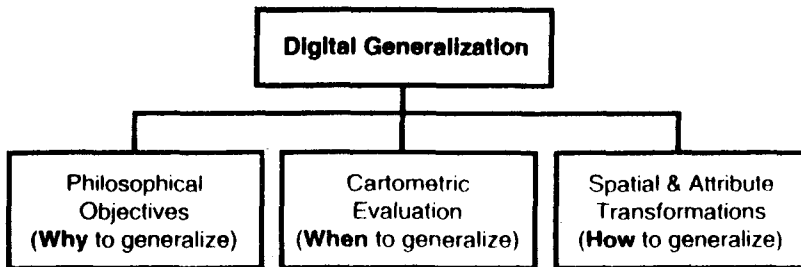 Digital Generalization
Philosophical
Objectives
(Why to generalize)
Cartometric
Evaluation
(When to generalize)
Spatial & Attribute
Transformations
(How to generalize)